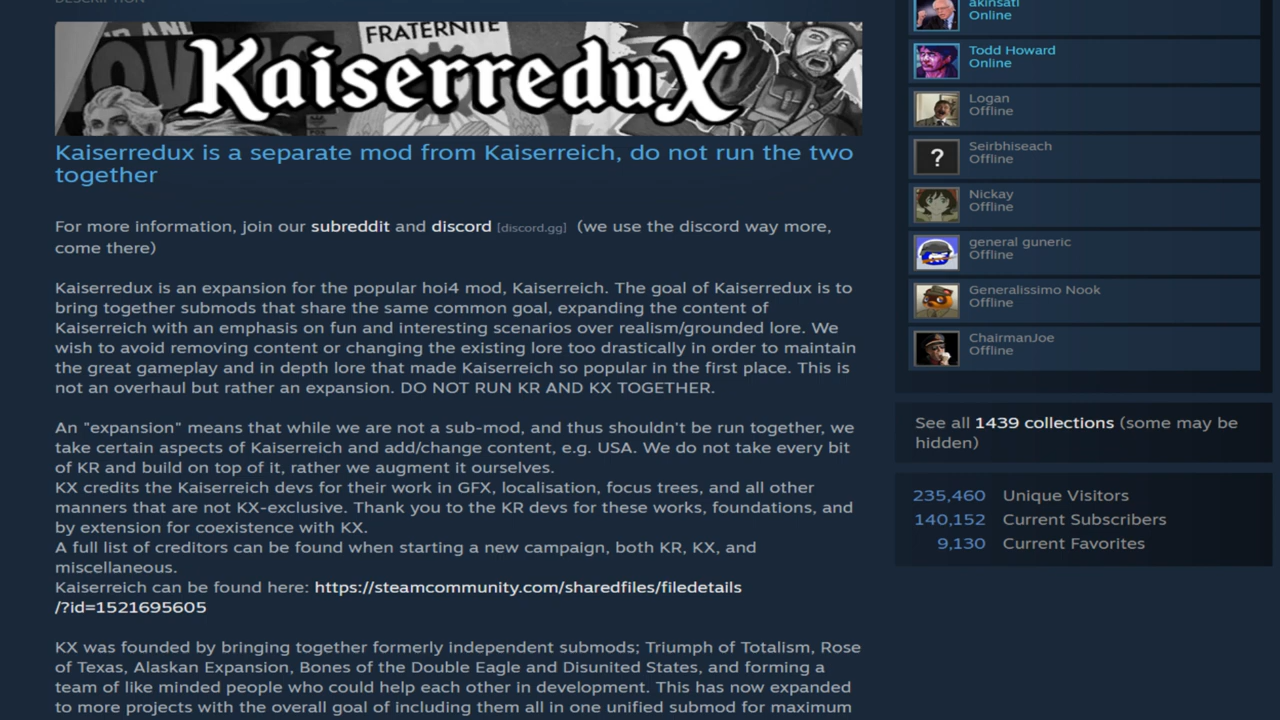 DESCRIPTION
FRATERNITE
KaiserreduX
Kaiserredux is a separate mod from Kaiserreich, do not run the two
together
For more information, join our subreddit and discord [discord.gg] (we use the discord way more,
come there)
Kaiserredux is an expansion for the popular hoi4 mod, Kaiserreich. The goal of Kaiserredux is to
bring together submods that share the same common goal, expanding the content of
Kaiserreich with an emphasis on fun and interesting scenarios over realism/grounded lore. We
wish to avoid removing content or changing the existing lore too drastically in order to maintain
the great gameplay and in depth lore that made Kaiserreich so popular in the first place. This is
not an overhaul but rather an expansion. DO NOT RUN KR AND KX TOGETHER.
An "expansion" means that while we are not a sub-mod, and thus shouldn't be run together, we
take certain aspects of Kaiserreich and add/change content, e.g. USA. We do not take every bit
of KR and build on top of it, rather we augment it ourselves.
KX credits the Kaiserreich devs for their work in GFX, localisation, focus trees, and all other
manners that are not KX-exclusive. Thank you to the KR devs for these works, foundations, and
by extension for coexistence with KX.
A full list of creditors can be found when starting a new campaign, both KR, KX, and
miscellaneous.
Kaiserreich can be found here: https://steamcommunity.com/sharedfiles/filedetails
/?id=1521695605
KX was founded by bringing together formerly independent submods; Triumph of Totalism, Rose
of Texas, Alaskan Expansion, Bones of the Double Eagle and Disunited States, and forming a
team of like minded people who could help each other in development. This has now expanded
to more projects with the overall goal of including them all in one unified submod for maximum
akinsati
Online
Todd Howard
Online
Logan
Offline
?
Seirbhiseach
Offline
Nickay
Offline
general guneric
Offline
Generalissimo Nook
Offline
ChairmanJoe
Offline
See all 1439 collections (some may be
hidden)
235,460 Unique Visitors
140,152 Current Subscribers
9,130 Current Favorites